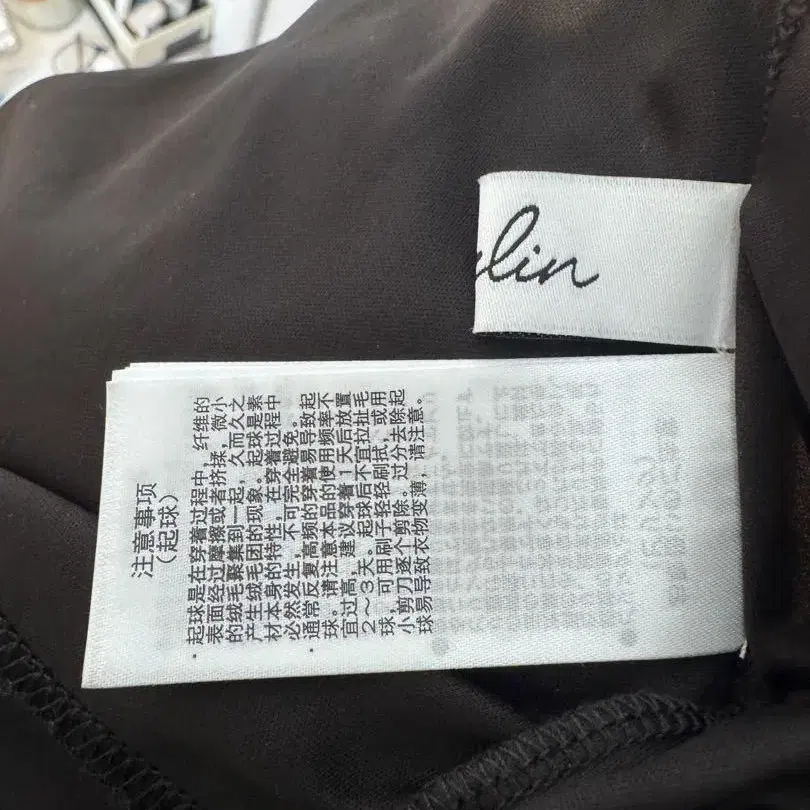 lin
注意事项
（起球）
起球是在穿着过程中，纤维的
表面经过摩擦或者挤揉，微小
的绒毛聚集到一起，久而久之
产生绒毛团的现象。起球是素
材本身的特性，在穿着过程中
必然发生，不可完全避免。
通常反复高频的穿着易导致起
球。请注意本品的使用频率不
宜过高，建议穿着1天后放置
2～3天。起球后不宜拉扯毛
球，可用刷子轻轻刷拭，或用
小剪刀逐个剪除。过分去除起
球易导致衣物变薄，请注意。